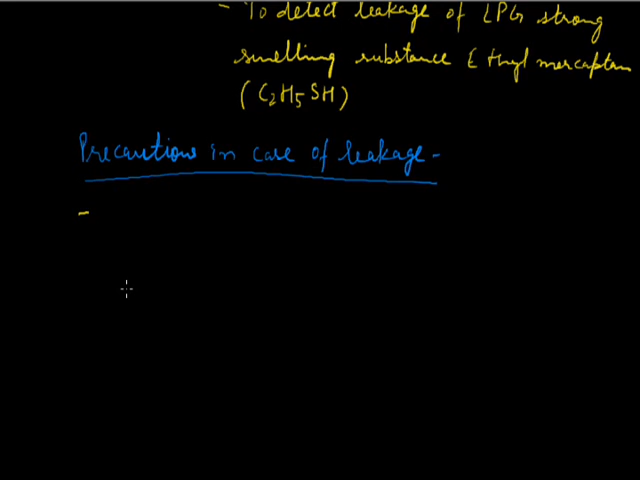 - To detect leakage of LPG strong
smelling substance Ethyl mercaptan
(C₂H₅SH)
Precautions in case of leakage -
-